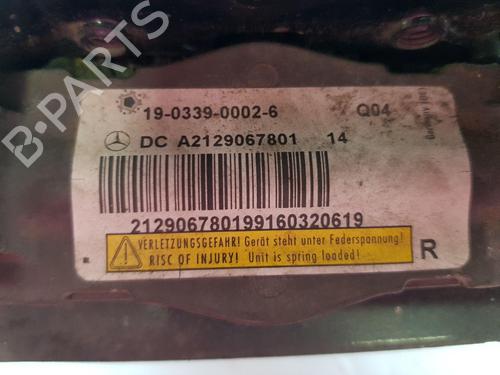 B-PARTS
19-0339-0002-6 Q04
DC A2129067801 14
212906780199160320619
VERLETZUNGSGEFAHR! Gerät steht unter Federspannung!
RISC OF INJURY! Unit is spring loaded!
R